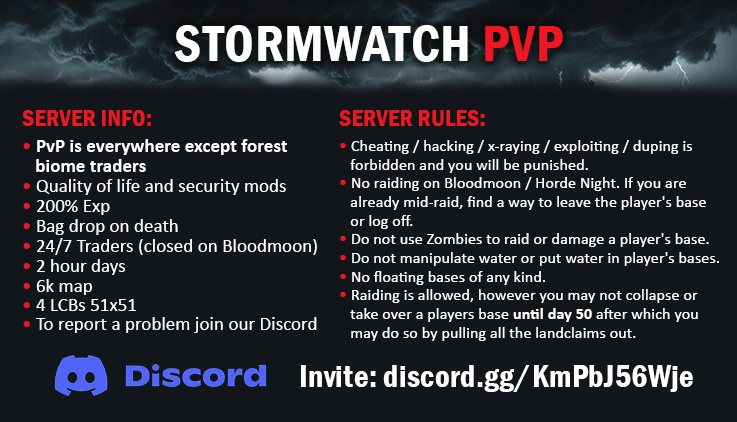 STORMWATCH PVP
SERVER INFO:
• PvP is everywhere except forest
biome traders
• Quality of life and security mods
• 200% Exp
• Bag drop on death
• 24/7 Traders (closed on Bloodmoon)
• 2 hour days
• 6k map
• 4 LCBs 51x51
• To report a problem join our Discord
SERVER RULES:
• Cheating / hacking / x-raying / exploiting / duping is
forbidden and you will be punished.
• No raiding on Bloodmoon / Horde Night. If you are
already mid-raid, find a way to leave the player's base
or log off.
• Do not use Zombies to raid or damage a player's base.
• Do not manipulate water or put water in player's bases.
• No floating bases of any kind.
• Raiding is allowed, however you may not collapse or
take over a players base until day 50 after which you
may do so by pulling all the landclaims out.
Discord Invite: discord.gg/KmPbJ56Wje